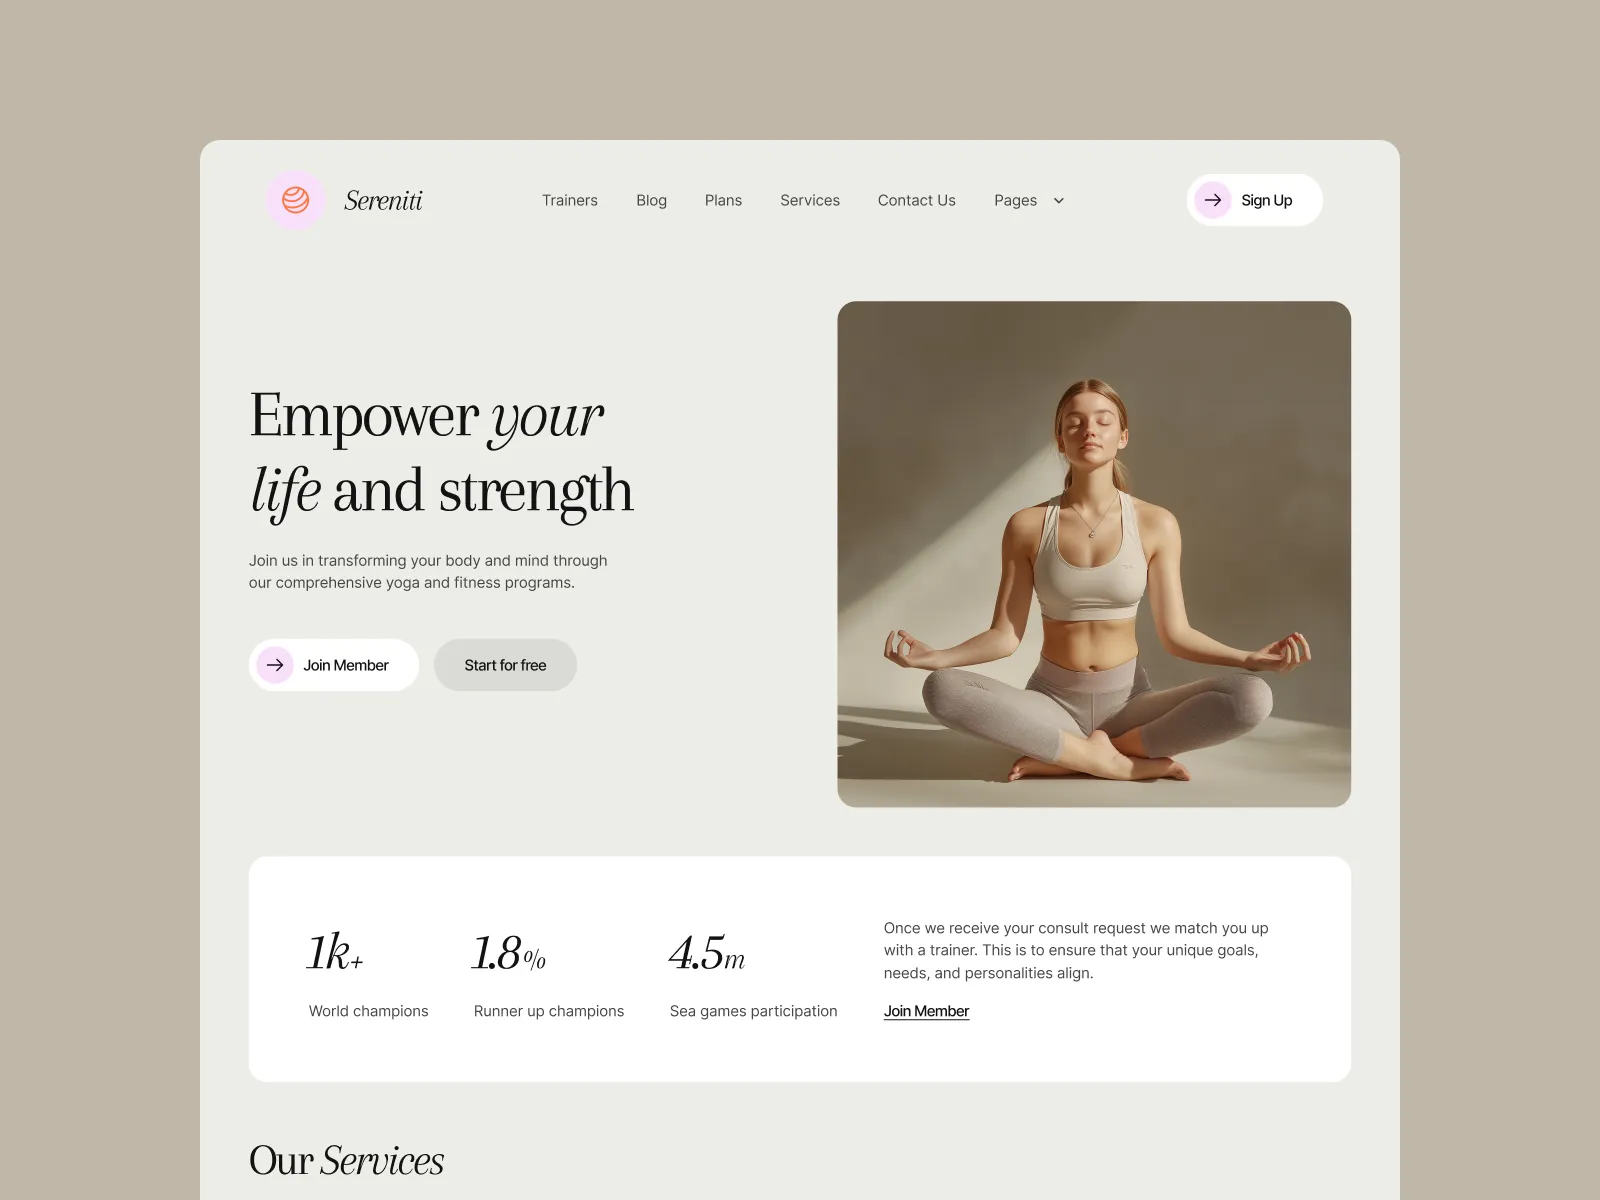 Sereniti
Trainers
Blog
Plans
Services
Contact Us
Pages
Sign Up
Empower your
life and strength
Join us in transforming your body and mind through
our comprehensive yoga and fitness programs.
Join Member
Start for free
1k+
World champions
1.8%
Runner up champions
4.5m
Sea games participation
Once we receive your consult request we match you up
with a trainer. This is to ensure that your unique goals,
needs, and personalities align.
Join Member
Our Services